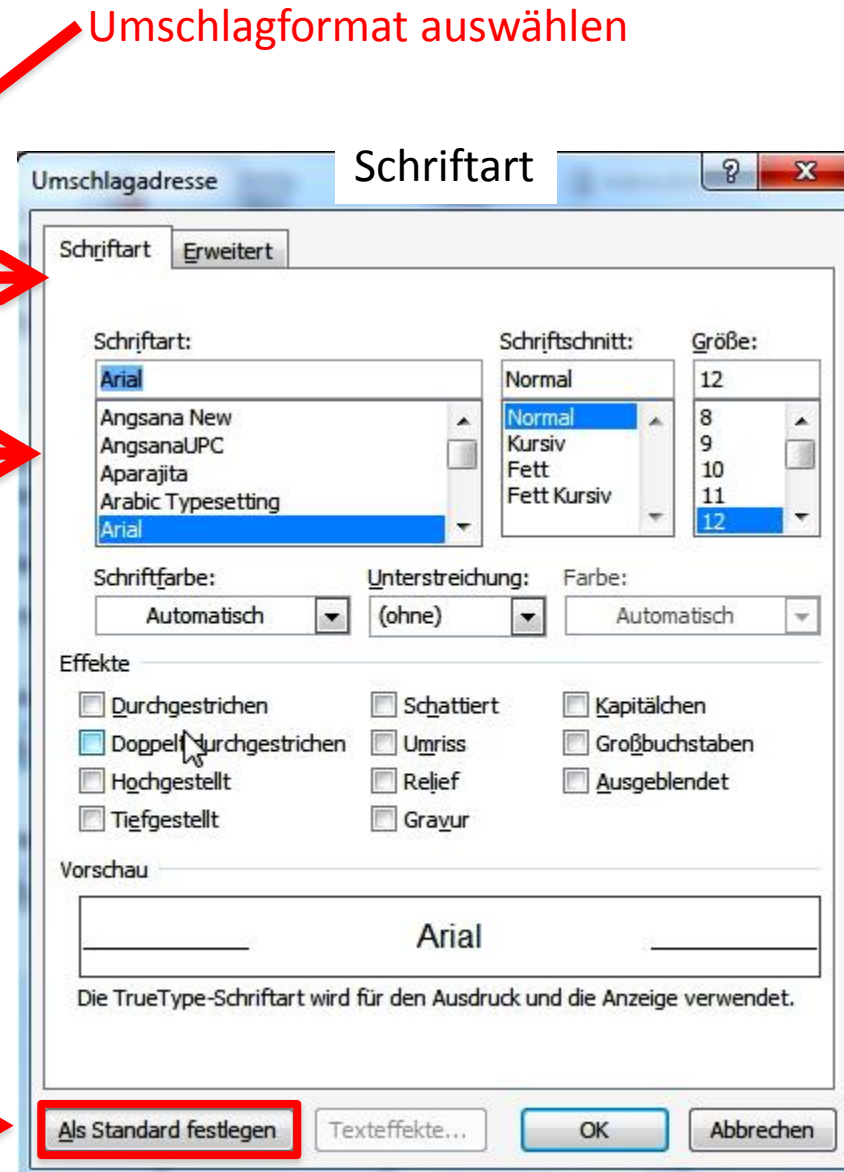 Umschlagformat auswählen
Umschlagadresse Schriftart ? X
Schriftart Erweitert
Schriftart: Schriftschnitt: Größe:
Arial Normal 12
Angsana New Normal 8
AngsanaUPC Kursiv 9
Aparajita Fett 10
Arabic Typesetting Fett Kursiv 11
Arial 12
Schriftfarbe: Unterstreichung: Farbe:
Automatisch (ohne) Automatisch
Effekte
Durchgestrichen Schattiert Kapitälchen
Doppelt durchgestrichen Umriss Großbuchstaben
Hochgestellt Relief Ausgeblendet
Tiefgestellt Gravur
Vorschau
Arial
Die TrueType-Schriftart wird für den Ausdruck und die Anzeige verwendet.
Als Standard festlegen Texteffekte... OK Abbrechen